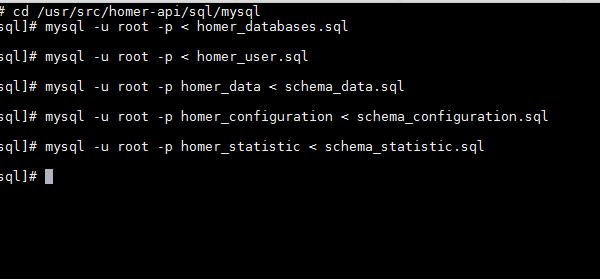 # cd /usr/src/homer-api/sql/mysql
sql]# mysql -u root -p < homer_databases.sql
sql]# mysql -u root -p < homer_user.sql
sql]# mysql -u root -p homer_data < schema_data.sql
sql]# mysql -u root -p homer_configuration < schema_configuration.sql
sql]# mysql -u root -p homer_statistic < schema_statistic.sql
sql]#